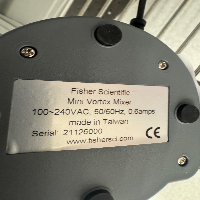 Fisher Scientific
Mini Vortex Mixer
100~240VAC, 50/60Hz, 0.6amps
made in Taiwan
Serial: 21126000
www.fishersci.com
CE